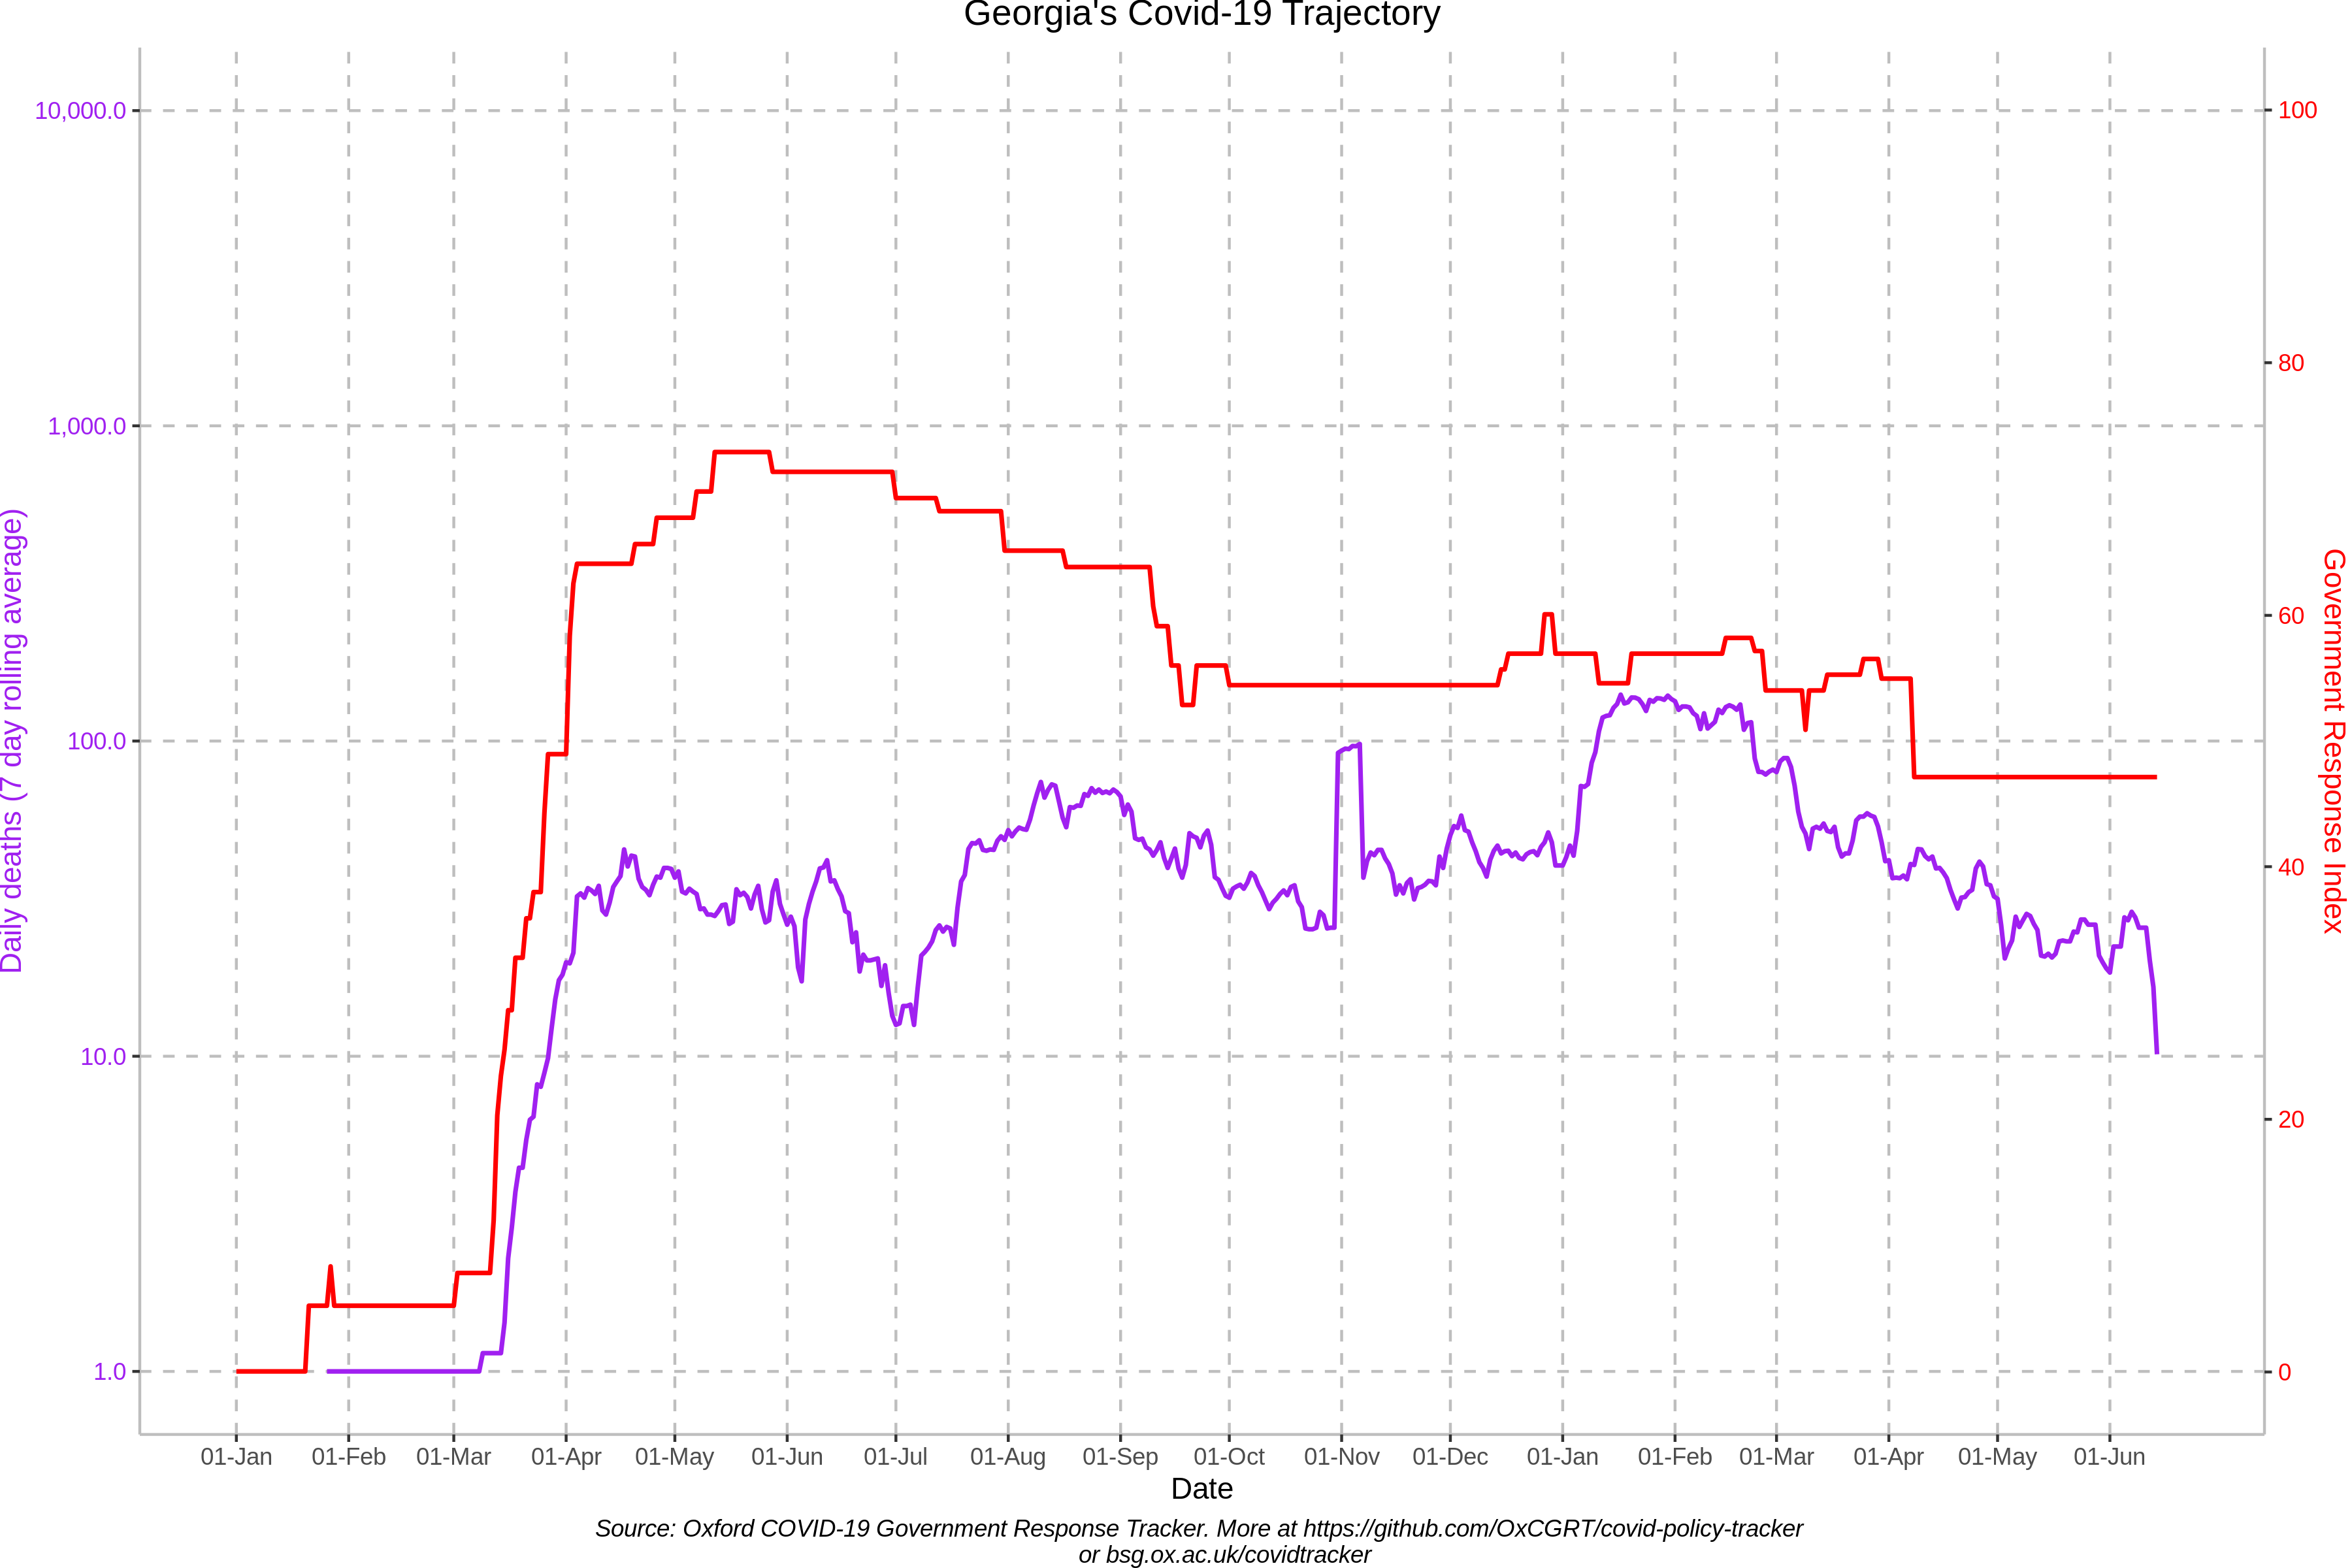 Georgia's Covid-19 Trajectory
10,000.0
1,000.0
100.0
10.0
1.0
Daily deaths (7 day rolling average)
100
80
60
40
20
0
Government Response Index
01-Jan 01-Feb 01-Mar 01-Apr 01-May 01-Jun 01-Jul 01-Aug 01-Sep 01-Oct 01-Nov 01-Dec 01-Jan 01-Feb 01-Mar 01-Apr 01-May 01-Jun
Date
Source: Oxford COVID-19 Government Response Tracker. More at https://github.com/OxCGRT/covid-policy-tracker
or bsg.ox.ac.uk/covidtracker